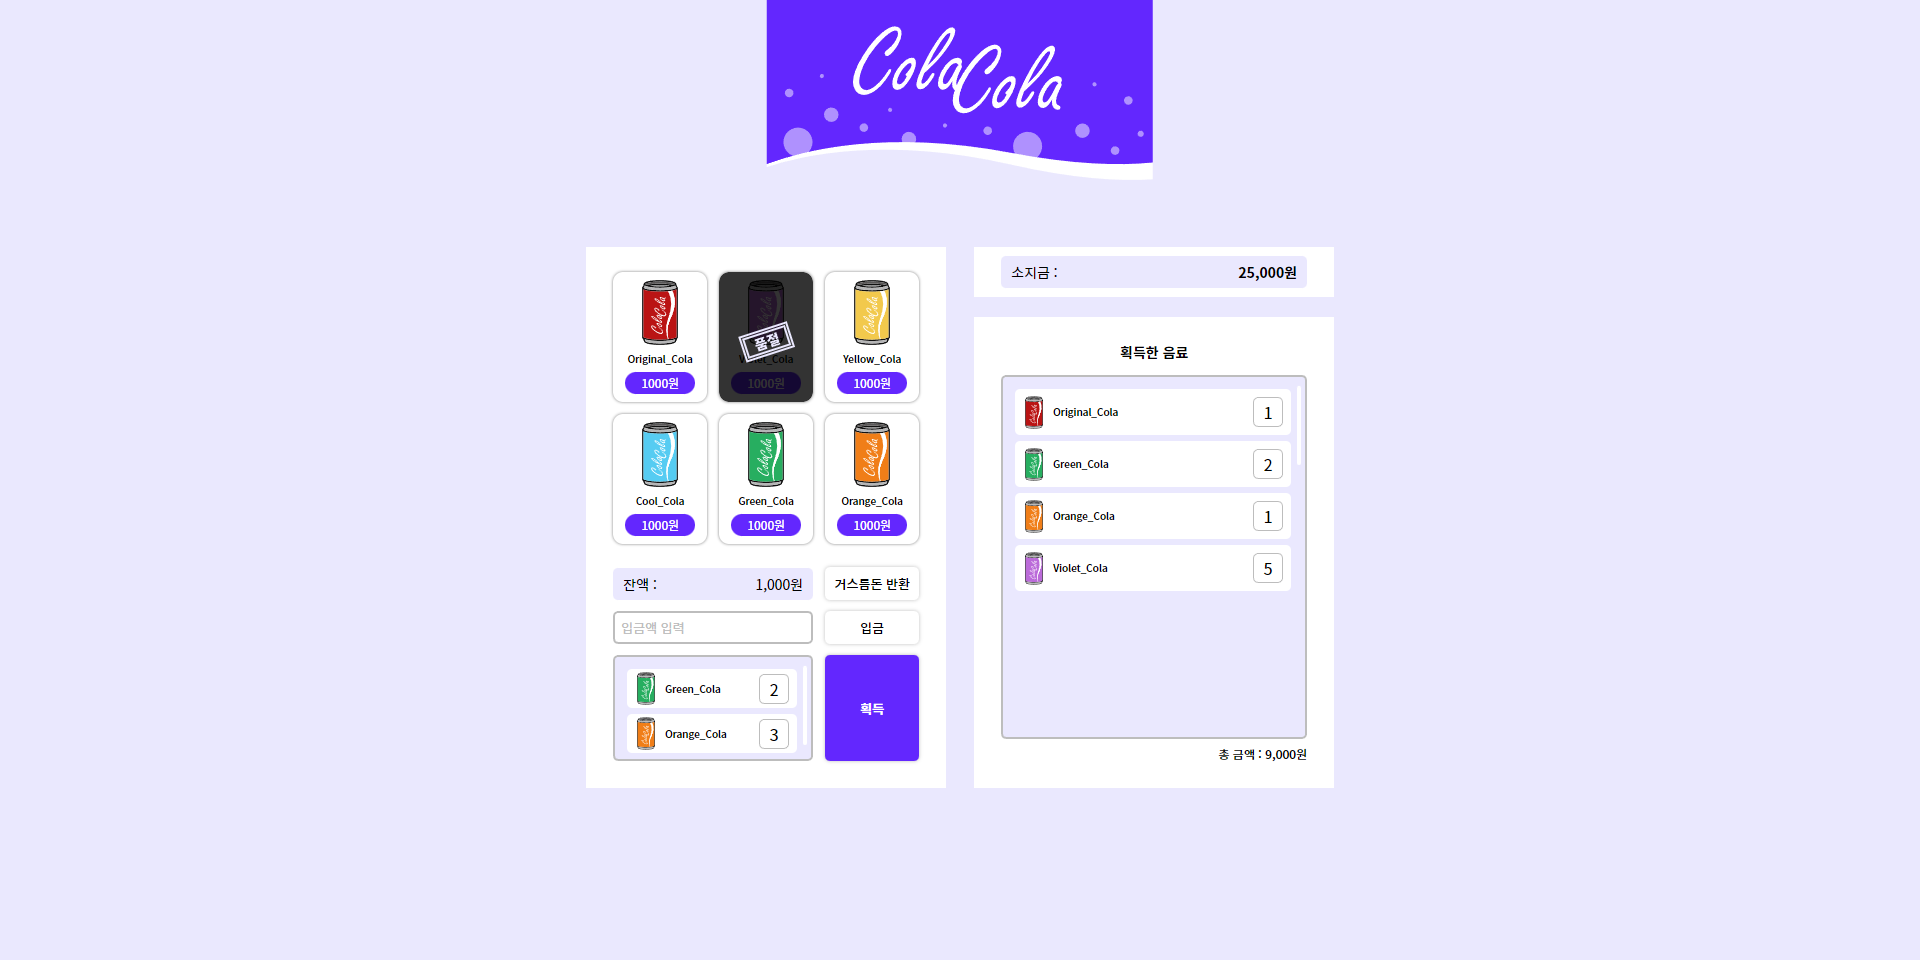 ColaCola
Original_Cola
1000원
품절
Violet_Cola
1000원
Yellow_Cola
1000원
Cool_Cola
1000원
Green_Cola
1000원
Orange_Cola
1000원
잔액 :
1,000원
거스름돈 반환
입금액 입력
입금
Green_Cola
2
Orange_Cola
3
획득
소지금 :
25,000원
획득한 음료
Original_Cola
1
Green_Cola
2
Orange_Cola
1
Violet_Cola
5
총 금액 : 9,000원